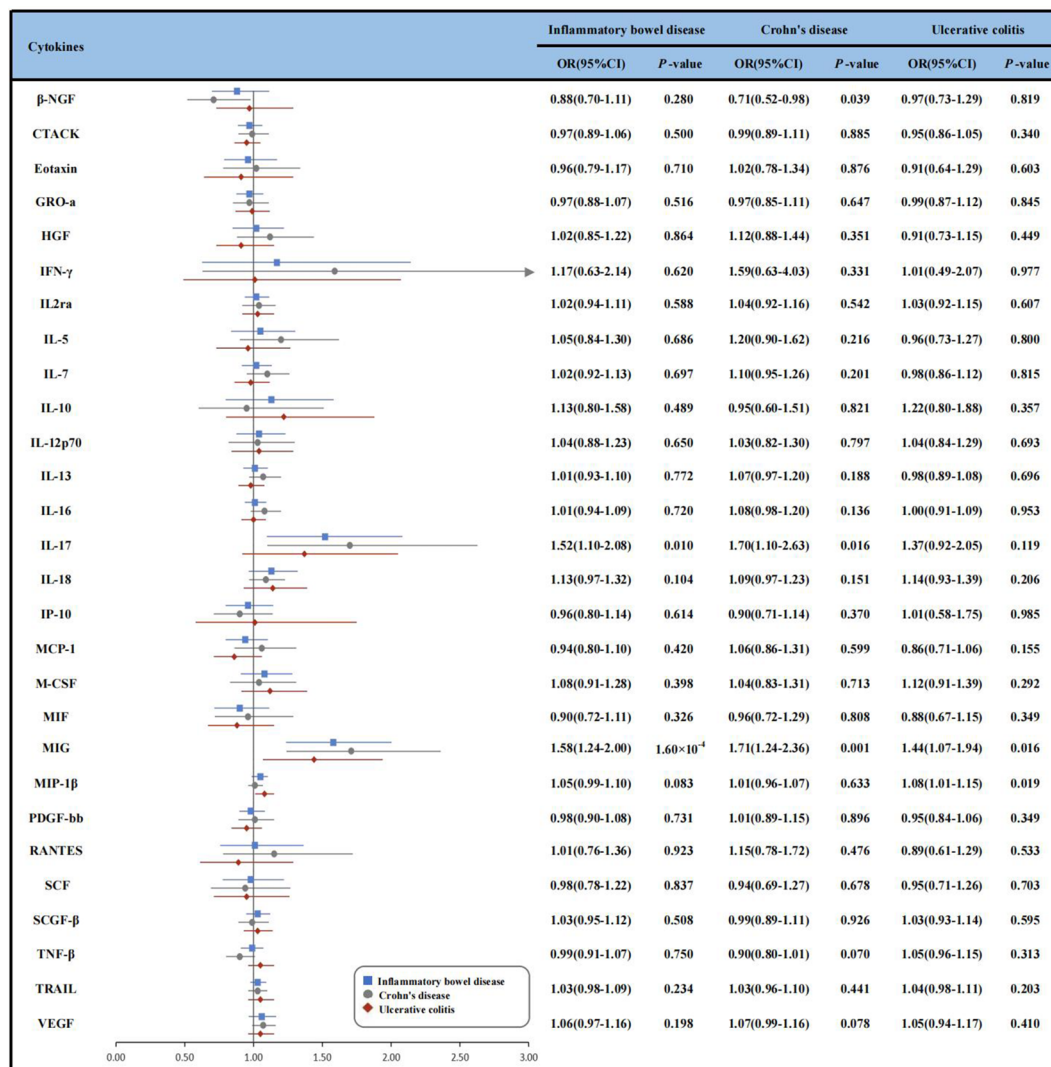 Cytokines Inflammatory bowel disease Crohn's disease Ulcerative colitis
OR(95%CI) P-value OR(95%CI) P-value OR(95%CI) P-value
β-NGF 0.88(0.70-1.11) 0.280 0.71(0.52-0.98) 0.039 0.97(0.73-1.29) 0.819
CTACK 0.97(0.89-1.06) 0.500 0.99(0.89-1.11) 0.885 0.95(0.86-1.05) 0.340
Eotaxin 0.96(0.79-1.17) 0.710 1.02(0.78-1.34) 0.876 0.91(0.64-1.29) 0.603
GRO-a 0.97(0.88-1.07) 0.516 0.97(0.85-1.11) 0.647 0.99(0.87-1.12) 0.845
HGF 1.02(0.85-1.22) 0.864 1.12(0.88-1.44) 0.351 0.91(0.73-1.15) 0.449
IFN-γ 1.17(0.63-2.14) 0.620 1.59(0.63-4.03) 0.331 1.01(0.49-2.07) 0.977
IL2ra 1.02(0.94-1.11) 0.588 1.04(0.92-1.16) 0.542 1.03(0.92-1.15) 0.607
IL-5 1.05(0.84-1.30) 0.686 1.20(0.90-1.62) 0.216 0.96(0.73-1.27) 0.800
IL-7 1.02(0.92-1.13) 0.697 1.10(0.95-1.26) 0.201 0.98(0.86-1.12) 0.815
IL-10 1.13(0.80-1.58) 0.489 0.95(0.60-1.51) 0.821 1.22(0.80-1.88) 0.357
IL-12p70 1.04(0.88-1.23) 0.650 1.03(0.82-1.30) 0.797 1.04(0.84-1.29) 0.693
IL-13 1.01(0.93-1.10) 0.772 1.07(0.97-1.20) 0.188 0.98(0.89-1.08) 0.696
IL-16 1.01(0.94-1.09) 0.720 1.08(0.98-1.20) 0.136 1.00(0.91-1.09) 0.953
IL-17 1.52(1.10-2.08) 0.010 1.70(1.10-2.63) 0.016 1.37(0.92-2.05) 0.119
IL-18 1.13(0.97-1.32) 0.104 1.09(0.97-1.23) 0.151 1.14(0.93-1.39) 0.206
IP-10 0.96(0.80-1.14) 0.614 0.90(0.71-1.14) 0.370 1.01(0.58-1.75) 0.985
MCP-1 0.94(0.80-1.10) 0.420 1.06(0.86-1.31) 0.599 0.86(0.71-1.06) 0.155
M-CSF 1.08(0.91-1.28) 0.398 1.04(0.83-1.31) 0.713 1.12(0.91-1.39) 0.292
MIF 0.90(0.72-1.11) 0.326 0.96(0.72-1.29) 0.808 0.88(0.67-1.15) 0.349
MIG 1.58(1.24-2.00) 1.60×10⁻⁴ 1.71(1.24-2.36) 0.001 1.44(1.07-1.94) 0.016
MIP-1β 1.05(0.99-1.10) 0.083 1.01(0.96-1.07) 0.633 1.08(1.01-1.15) 0.019
PDGF-bb 0.98(0.90-1.08) 0.731 1.01(0.89-1.15) 0.896 0.95(0.84-1.06) 0.349
RANTES 1.01(0.76-1.36) 0.923 1.15(0.78-1.72) 0.476 0.89(0.61-1.29) 0.533
SCF 0.98(0.78-1.22) 0.837 0.94(0.69-1.27) 0.678 0.95(0.71-1.26) 0.703
SCGF-β 1.03(0.95-1.12) 0.508 0.99(0.89-1.11) 0.926 1.03(0.93-1.14) 0.595
TNF-β 0.99(0.91-1.07) 0.750 0.90(0.80-1.01) 0.070 1.05(0.96-1.15) 0.313
TRAIL 1.03(0.98-1.09) 0.234 1.03(0.96-1.10) 0.441 1.04(0.98-1.11) 0.203
VEGF 1.06(0.97-1.16) 0.198 1.07(0.99-1.16) 0.078 1.05(0.94-1.17) 0.410
Inflammatory bowel disease
Crohn's disease
Ulcerative colitis
0.00 0.50 1.00 1.50 2.00 2.50 3.00